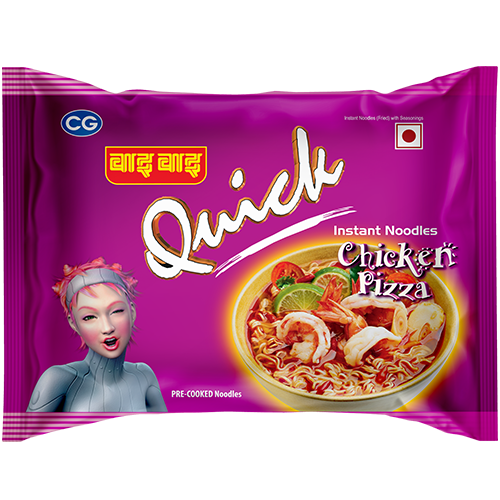 CG
वाइ वाइ
Quick
Instant Noodles (Fried) with Seasonings
Instant Noodles
Chicken
Pizza
PRE-COOKED Noodles